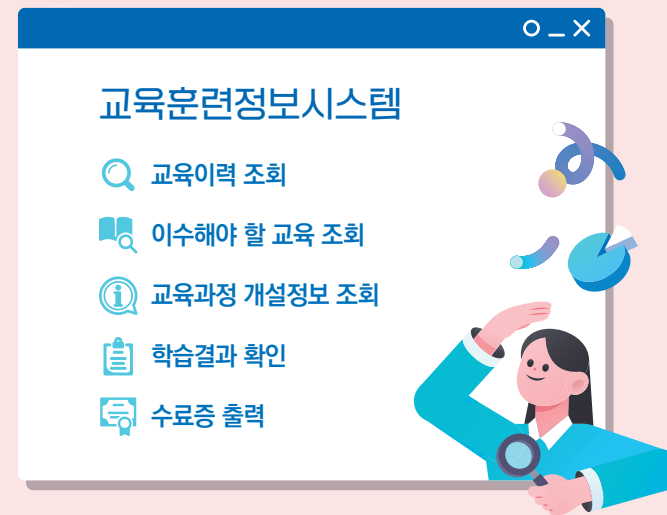 교육훈련정보시스템
교육이력 조회
이수해야 할 교육 조회
교육과정 개설정보 조회
학습결과 확인
수료증 출력